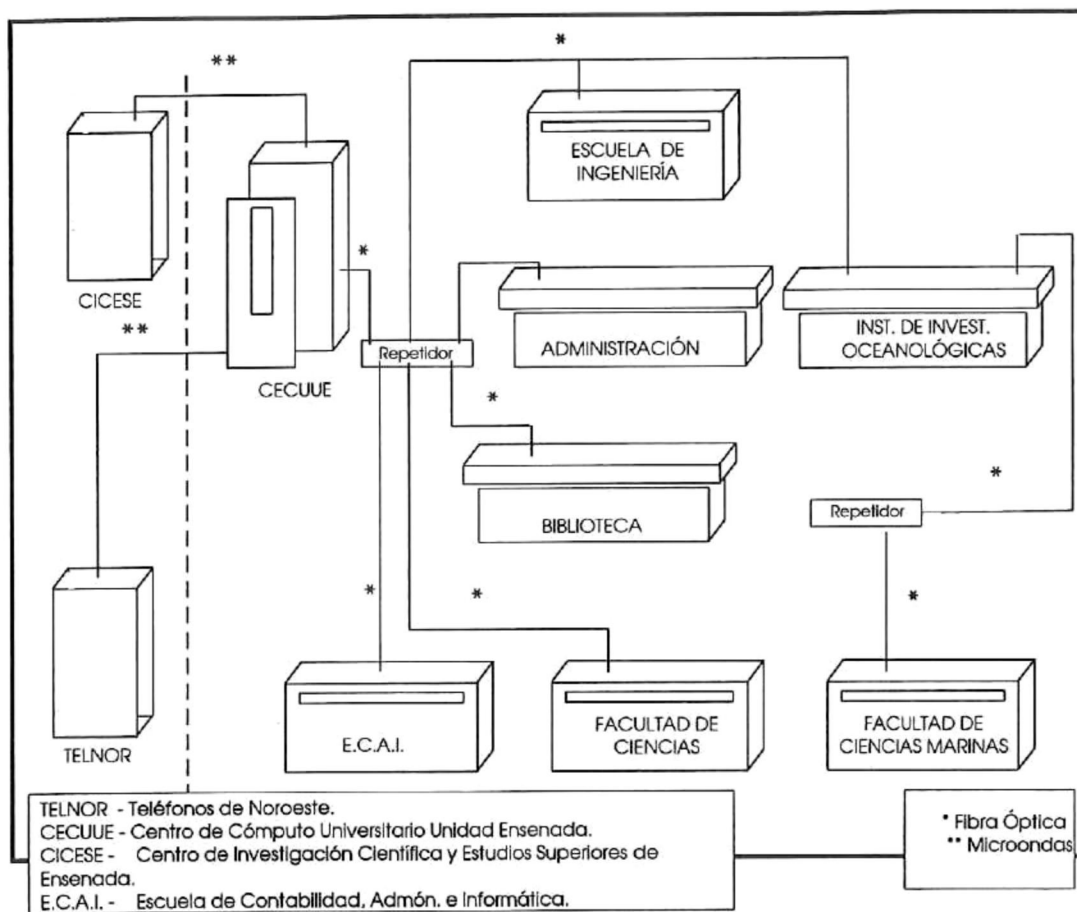 *
**
ESCUELA DE
INGENIERÍA
*
CICESE
**
ADMINISTRACIÓN
INST. DE INVEST.
OCEANOLÓGICAS
Repetidor
CECUUE
*
*
BIBLIOTECA
Repetidor
*
*
*
TELNOR
E.C.A.I.
FACULTAD DE
CIENCIAS
FACULTAD DE
CIENCIAS MARINAS
TELNOR - Teléfonos de Noroeste.
CECUUE - Centro de Cómputo Universitario Unidad Ensenada.
CICESE - Centro de Investigación Científica y Estudios Superiores de
Ensenada.
E.C.A.I. - Escuela de Contabilidad, Admón. e Informática.
* Fibra Óptica
** Microondas